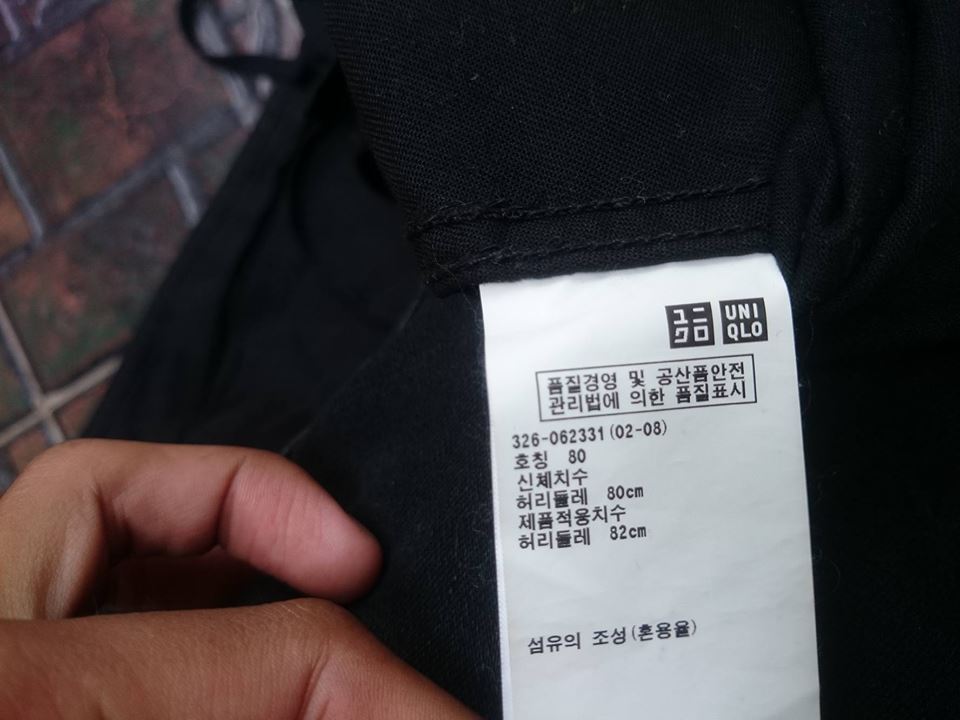 ユニ UNI
クロ QLO
품질경영 및 공산품안전
관리법에 의한 품질표시
326-062331(02-08)
호칭 80
신체치수
허리둘레 80cm
제품적용치수
허리둘레 82cm
섬유의 조성(혼용율)